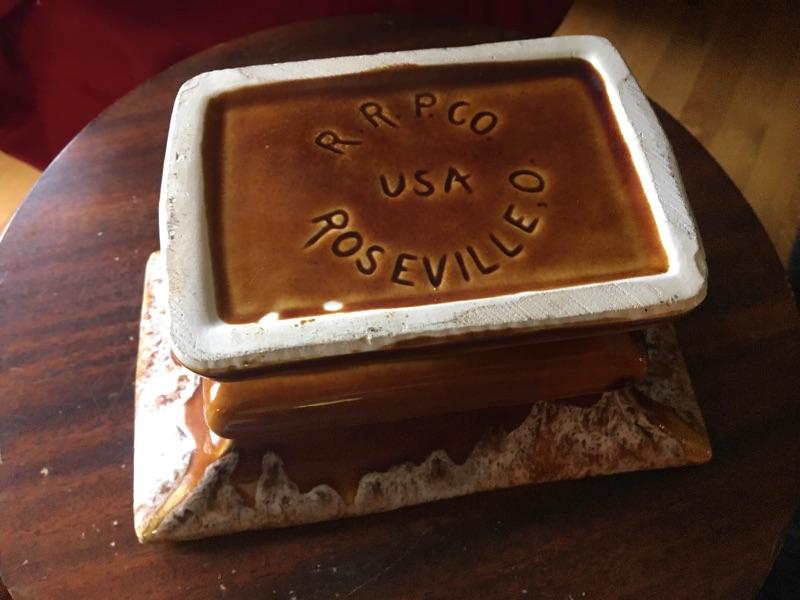 R. R. P. CO.
USA
ROSEVILLE, O.